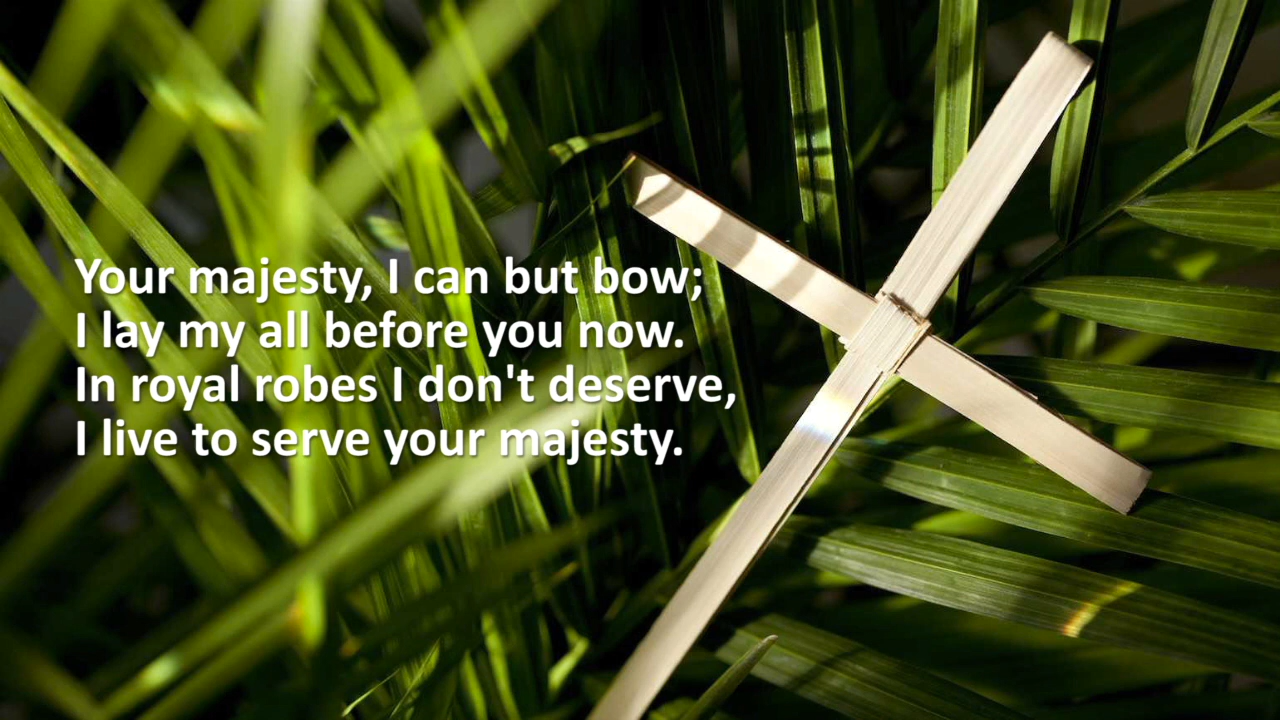 Your majesty, I can but bow;
I lay my all before you now.
In royal robes I don't deserve,
I live to serve your majesty.